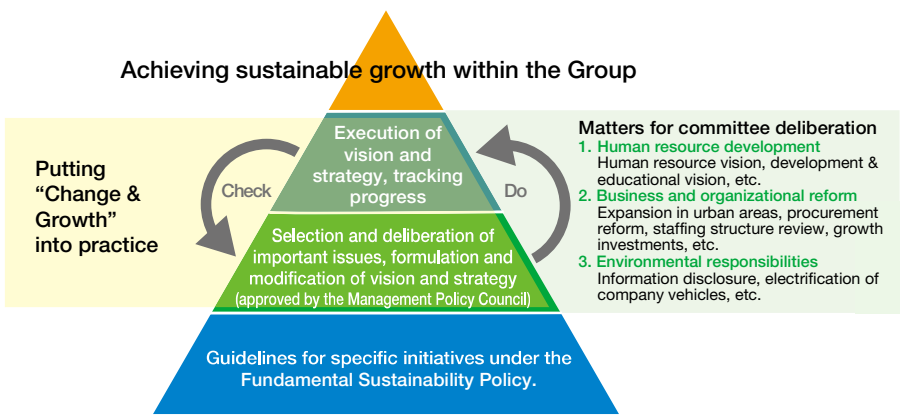 Achieving sustainable growth within the Group
Putting
“Change &
Growth”
into practice
Check
Execution of
vision and
strategy, tracking
progress
Do
Selection and deliberation of
important issues, formulation and
modification of vision and strategy
(approved by the Management Policy Council)
Guidelines for specific initiatives under the
Fundamental Sustainability Policy.
Matters for committee deliberation
1. Human resource development
Human resource vision, development &
educational vision, etc.
2. Business and organizational reform
Expansion in urban areas, procurement
reform, staffing structure review, growth
investments, etc.
3. Environmental responsibilities
Information disclosure, electrification of
company vehicles, etc.